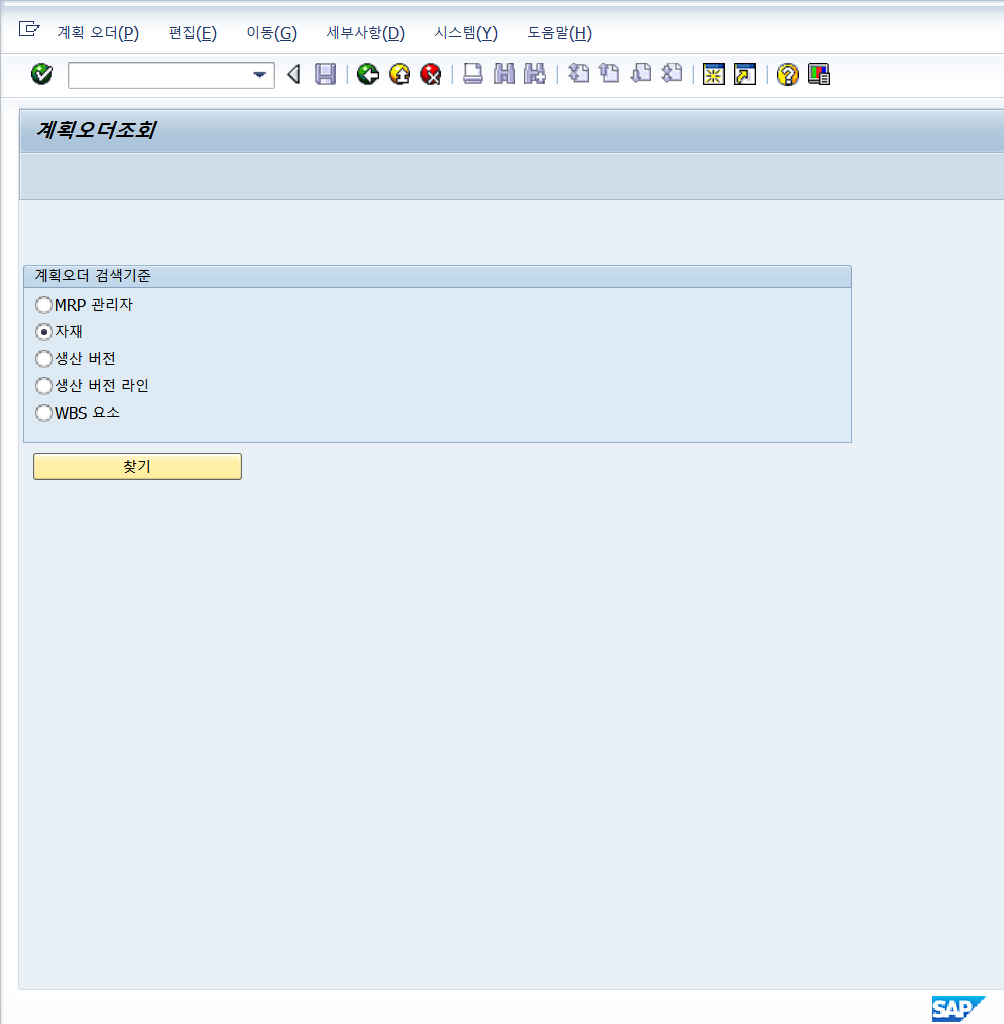 계획 오더(P) 편집(E) 이동(G) 세부사항(D) 시스템(Y) 도움말(H)
계획오더조회
계획오더 검색기준
MRP 관리자
자재
생산 버전
생산 버전 라인
WBS 요소
찾기
SAP